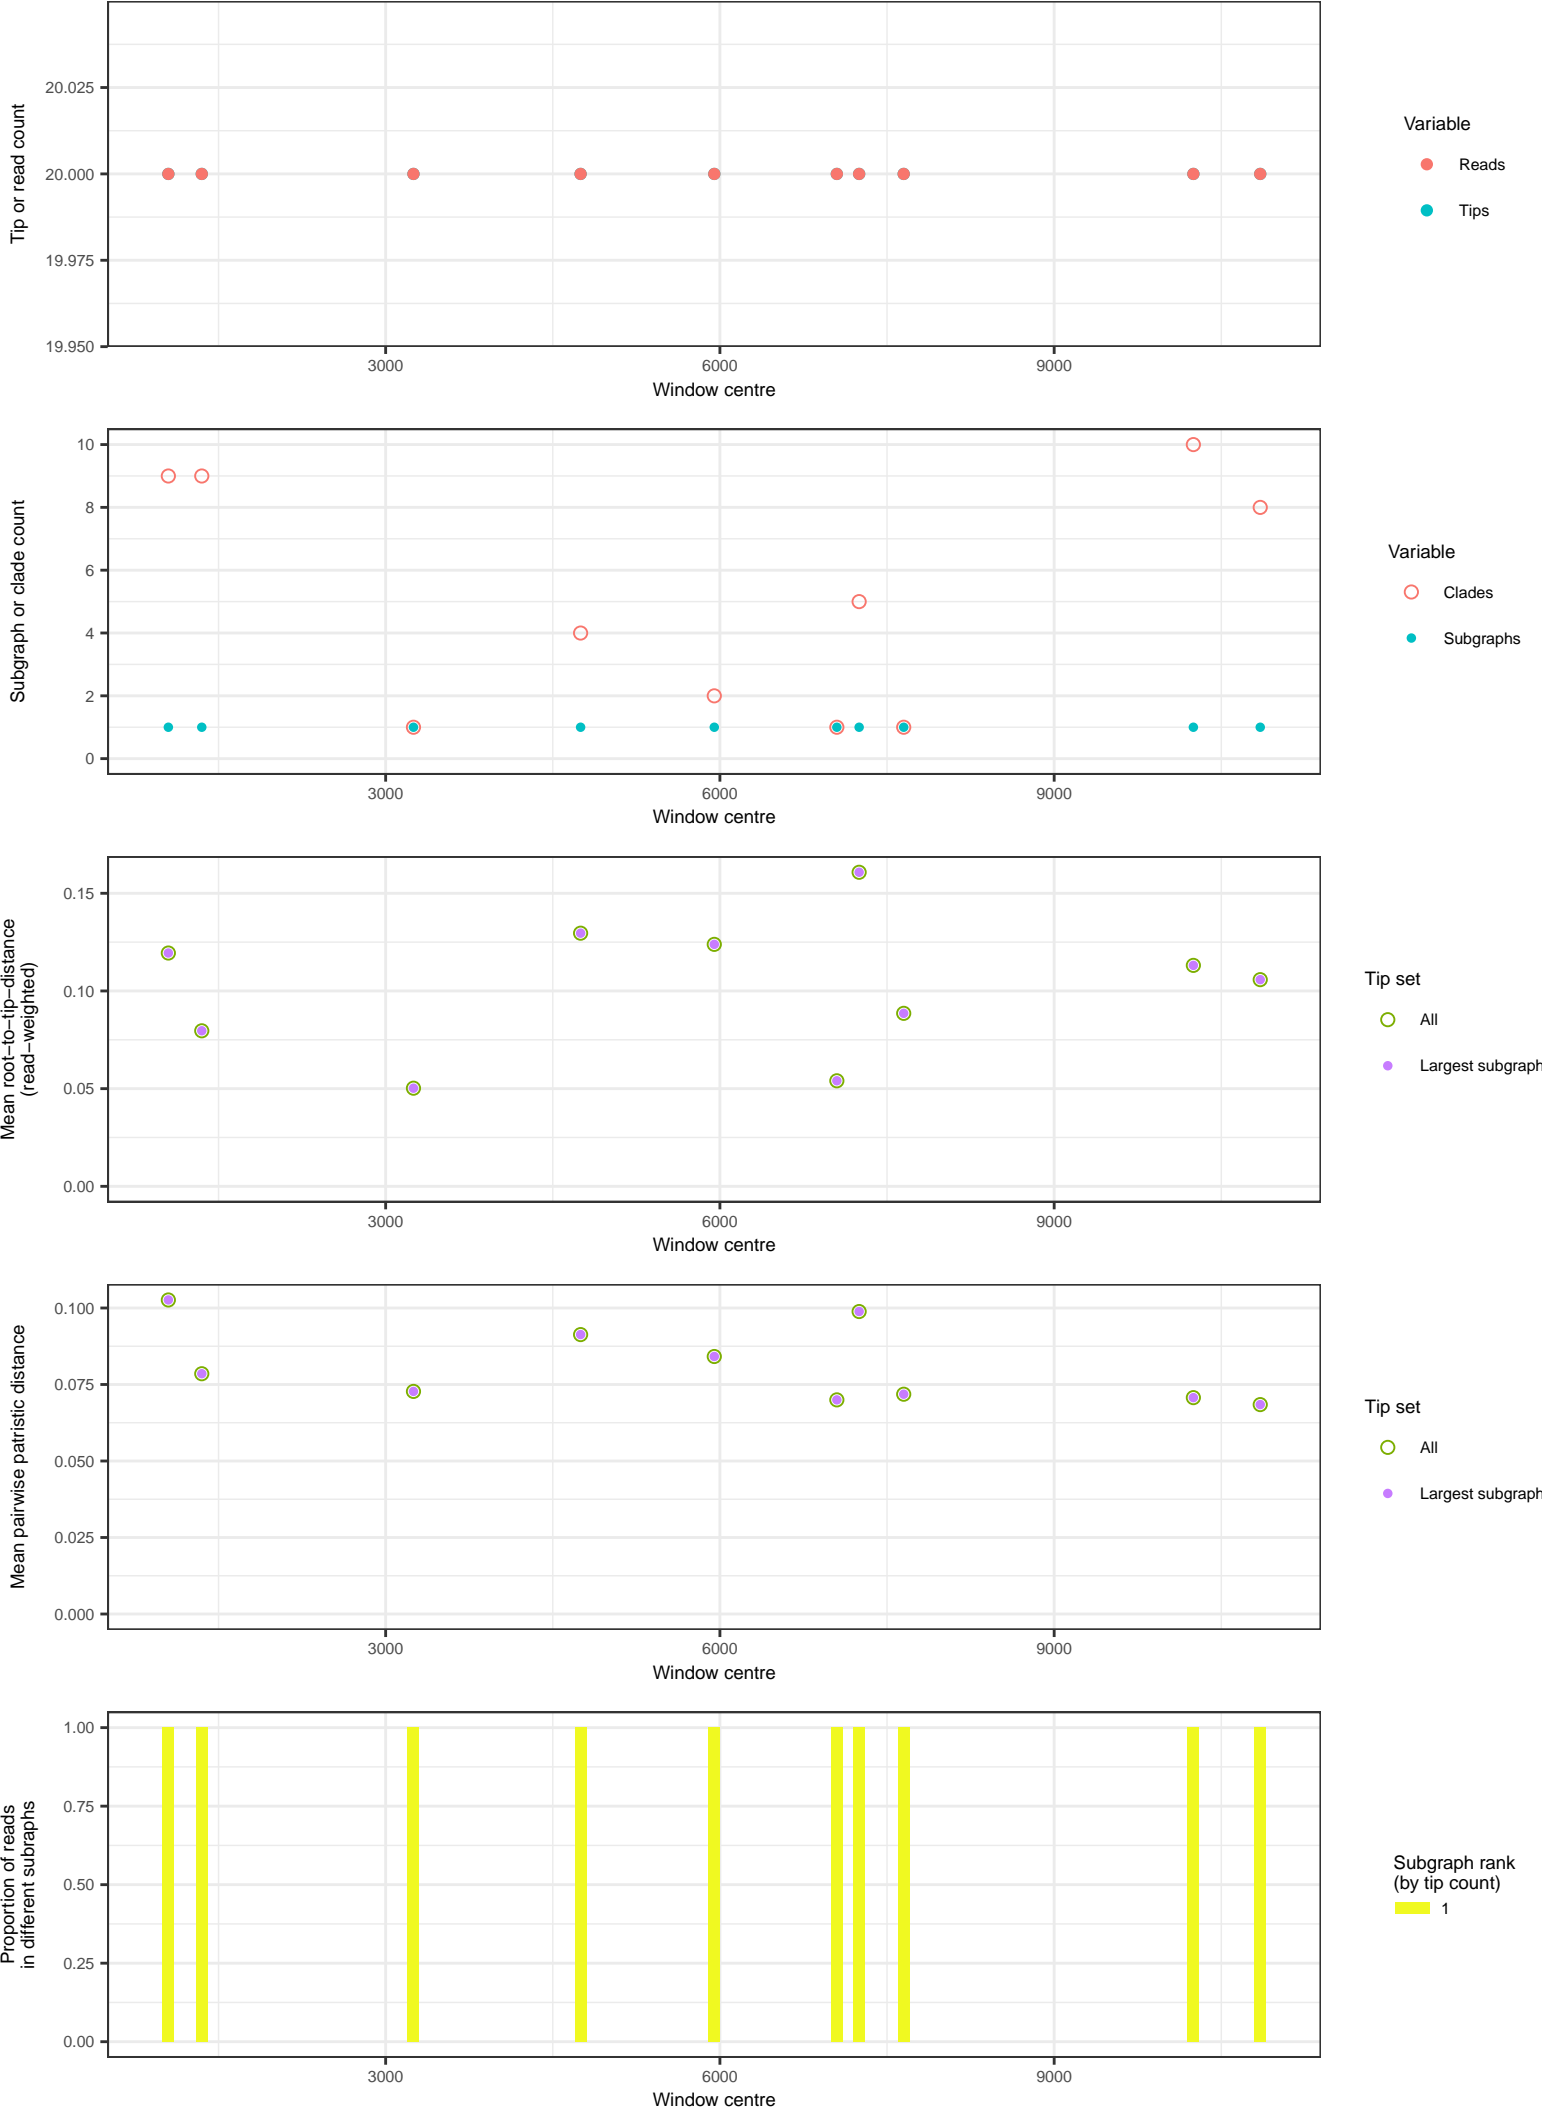 Tip or read count
20.025
20.000
19.975
19.950
3000
6000
9000
Window centre
Variable
Reads
Tips
Subgraph or clade count
10
8
6
4
2
0
3000
6000
9000
Window centre
Variable
Clades
Subgraphs
Mean root−to−tip−distance
(read−weighted)
0.15
0.10
0.05
0.00
3000
6000
9000
Window centre
Tip set
All
Largest subgraph
Mean pairwise patristic distance
0.100
0.075
0.050
0.025
0.000
3000
6000
9000
Window centre
Tip set
All
Largest subgraph
Proportion of reads
in different subraphs
1.00
0.75
0.50
0.25
0.00
3000
6000
9000
Window centre
Subgraph rank
(by tip count)
1